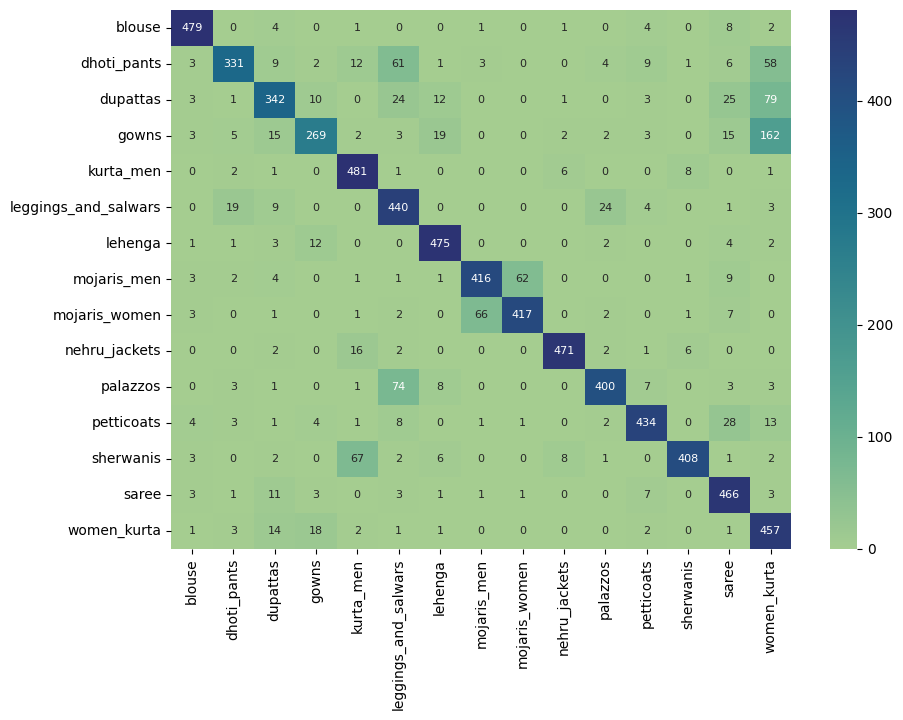 blouse 479 0 4 0 1 0 0 1 0 1 0 4 0 8 2
dhoti_pants 3 331 9 2 12 61 1 3 0 0 4 9 1 6 58
dupattas 3 1 342 10 0 24 12 0 0 1 0 3 0 25 79
gowns 3 5 15 269 2 3 19 0 0 2 2 3 0 15 162
kurta_men 0 2 1 0 481 1 0 0 0 6 0 0 8 0 1
leggings_and_salwars 0 19 9 0 0 440 0 0 0 0 24 4 0 1 3
lehenga 1 1 3 12 0 0 475 0 0 0 2 0 0 4 2
mojaris_men 3 2 4 0 1 1 1 416 62 0 0 0 1 9 0
mojaris_women 3 0 1 0 1 2 0 66 417 0 2 0 1 7 0
nehru_jackets 0 0 2 0 16 2 0 0 0 471 2 1 6 0 0
palazzos 0 3 1 0 1 74 8 0 0 0 400 7 0 3 3
petticoats 4 3 1 4 1 8 0 1 1 0 2 434 0 28 13
sherwanis 3 0 2 0 67 2 6 0 0 8 1 0 408 1 2
saree 3 1 11 3 0 3 1 1 1 0 0 7 0 466 3
women_kurta 1 3 14 18 2 1 1 0 0 0 0 2 0 1 457
blouse
dhoti_pants
dupattas
gowns
kurta_men
leggings_and_salwars
lehenga
mojaris_men
mojaris_women
nehru_jackets
palazzos
petticoats
sherwanis
saree
women_kurta
400
300
200
100
0